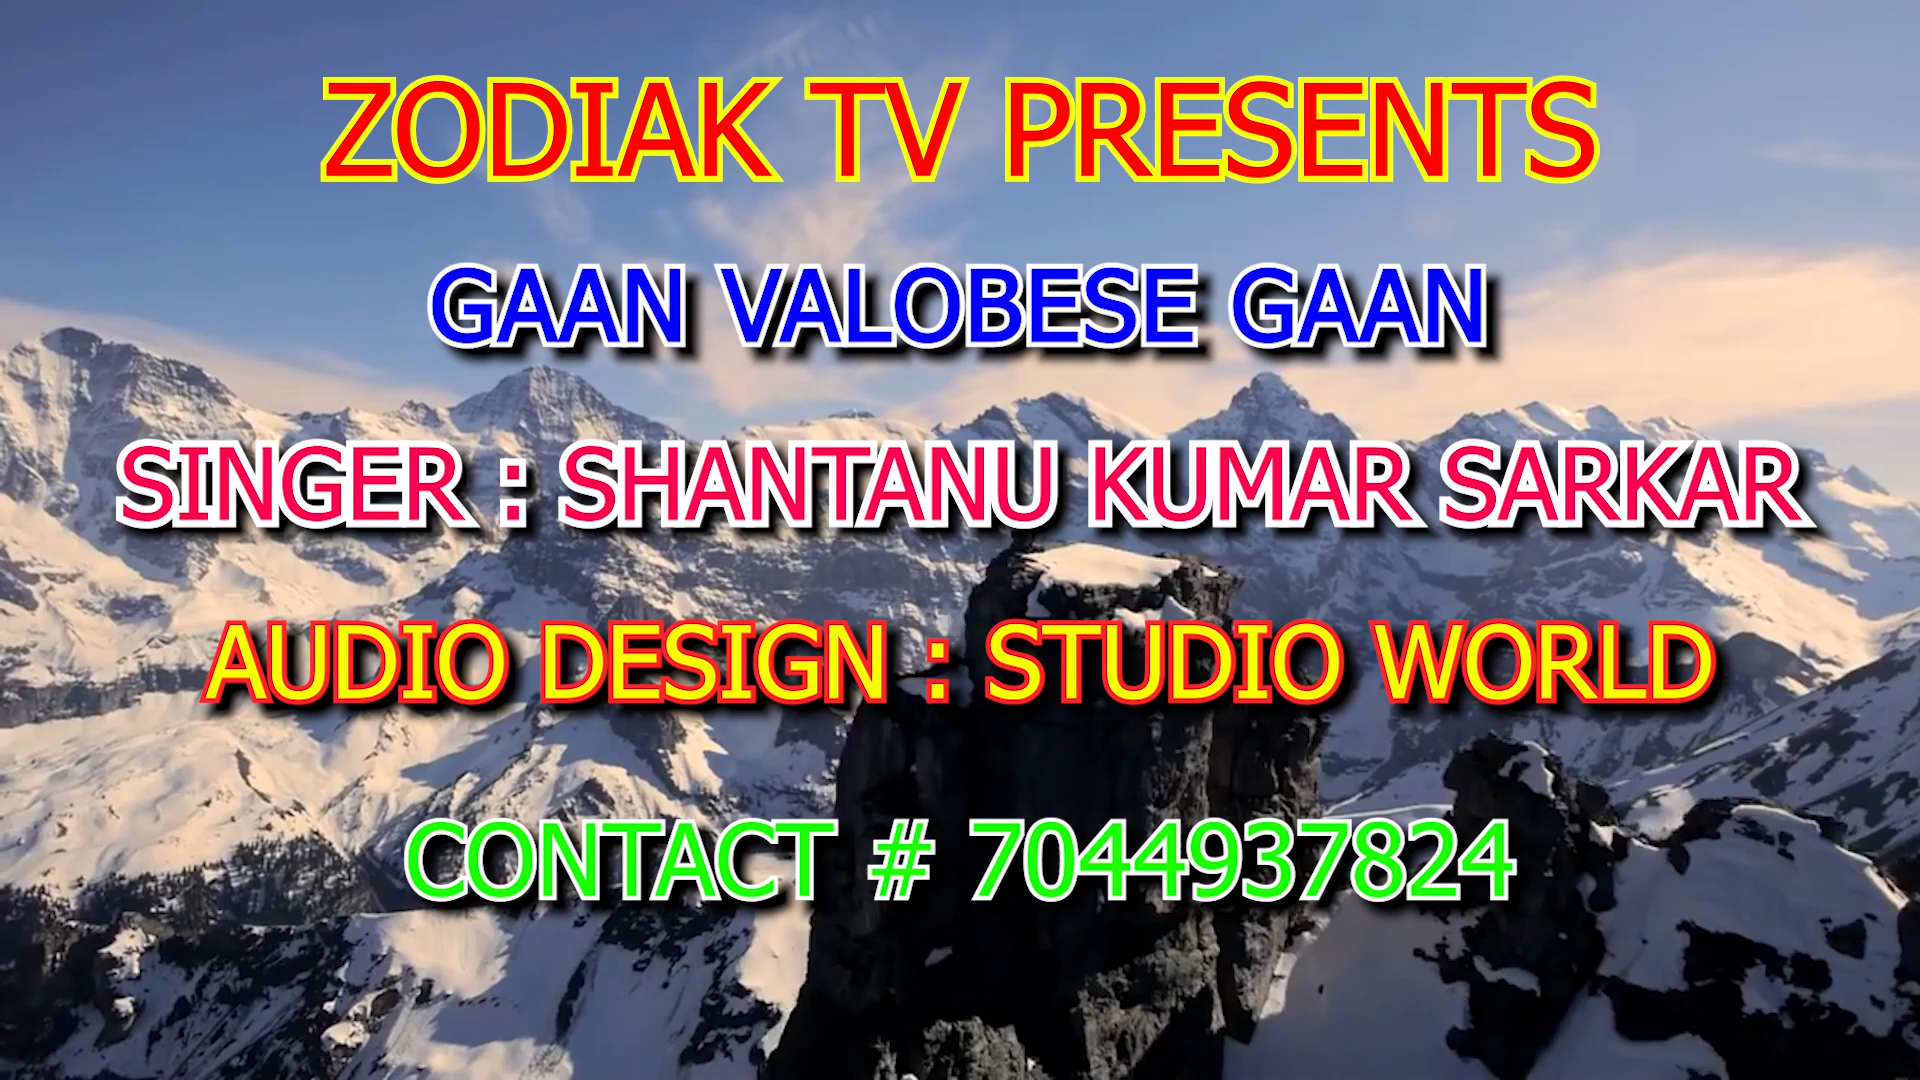 ZODIAK TV PRESENTS
GAAN VALOBESE GAAN
SINGER : SHANTANU KUMAR SARKAR
AUDIO DESIGN : STUDIO WORLD
CONTACT # 7044937824